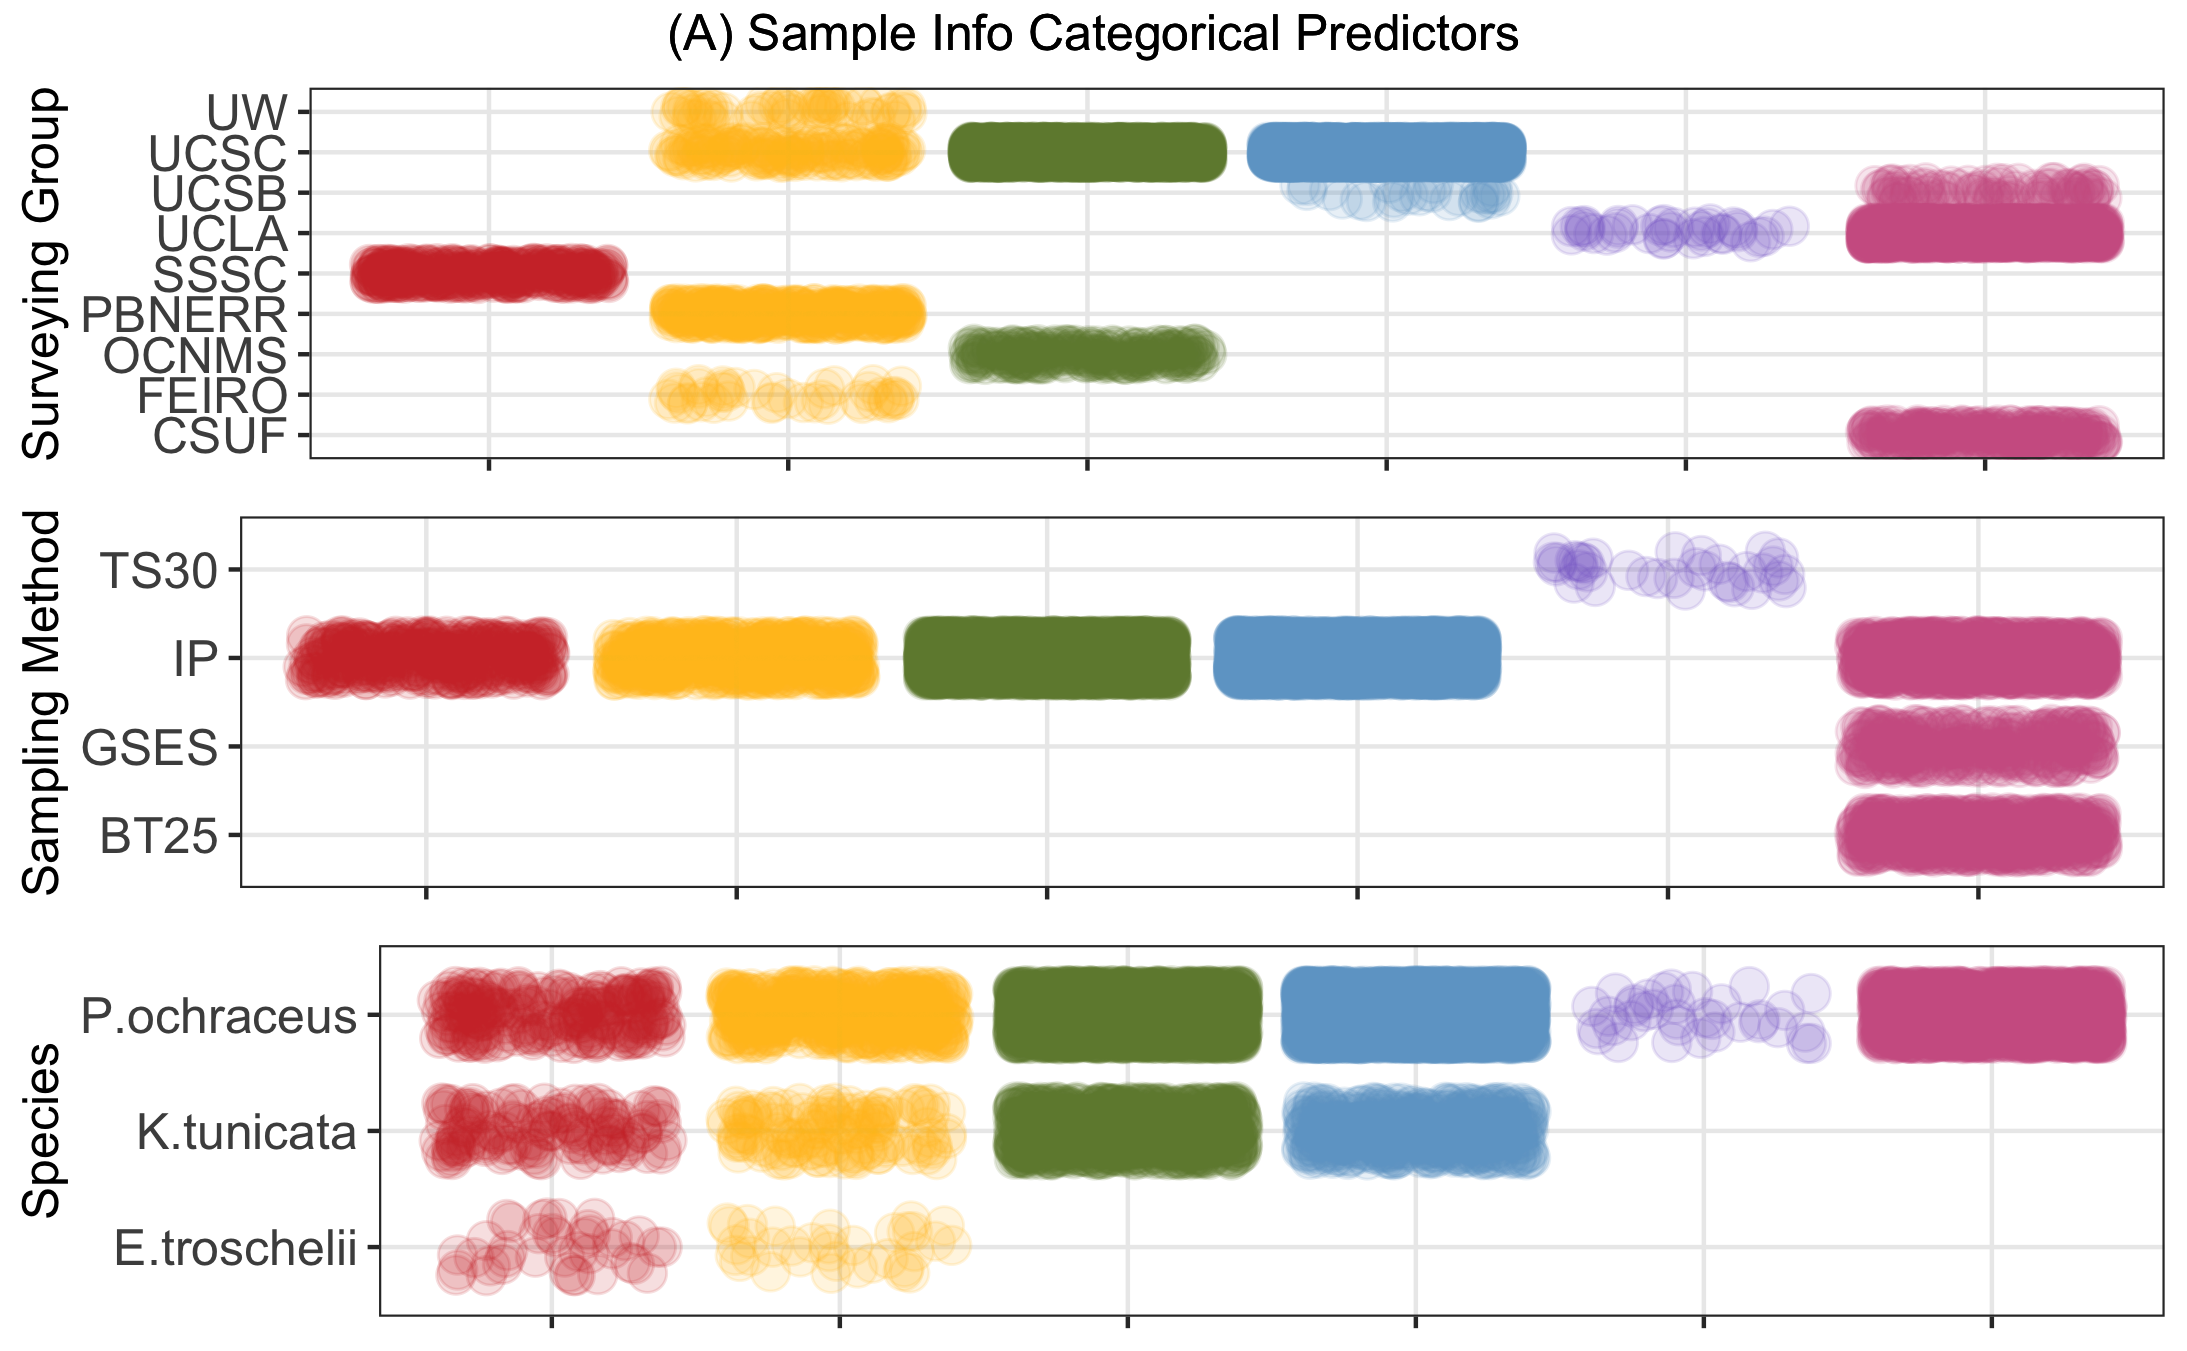 (A) Sample Info Categorical Predictors
Surveying Group
UW
UCSC
UCSB
UCLA
SSSC
PBNERR
OCNMS
FEIRO
CSUF
Sampling Method
TS30
IP
GSES
BT25
Species
P.ochraceus
K.tunicata
E.troschelii